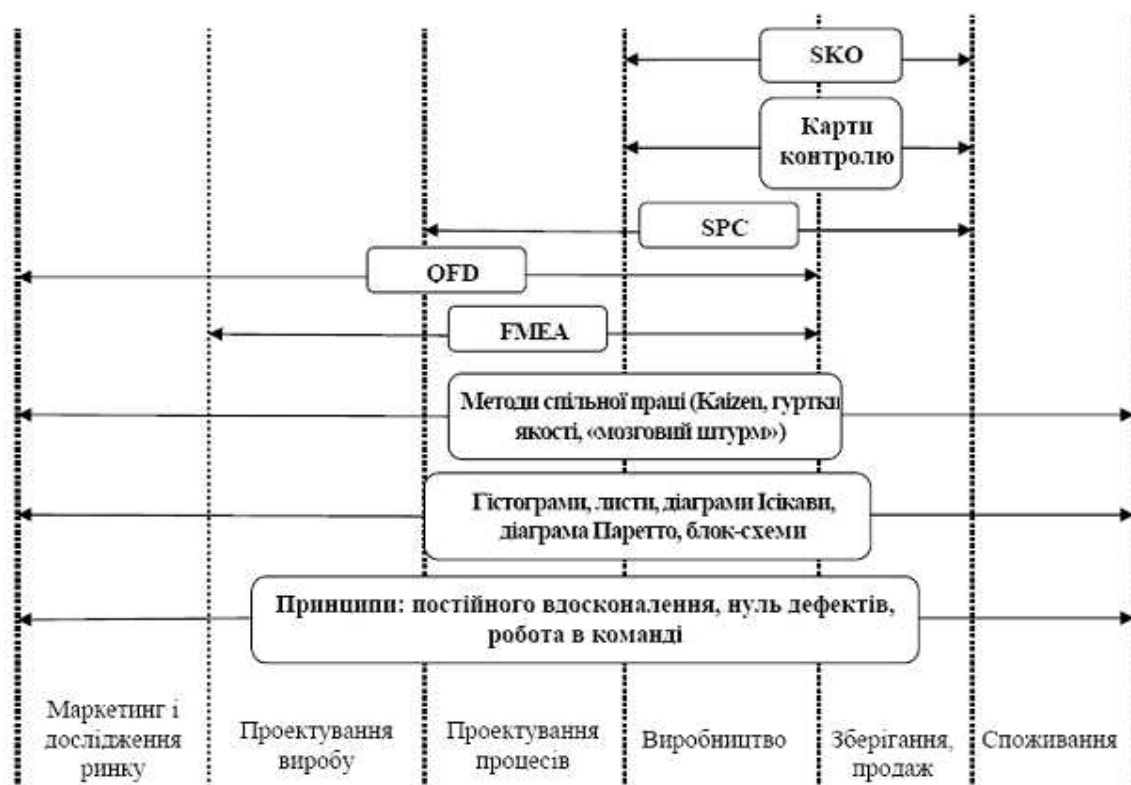 SKO
Карти
контролю
SPC
QFD
FMEA
Методи спільної праці (Kaizen, гуртки
якості, «мозговий штурм»)
Гістограми, листи, діаграми Ісікави,
діаграма Паретто, блок-схеми
Принципи: постійного вдосконалення, нуль дефектів,
робота в команді
Маркетинг і
дослідження
ринку
Проектування
виробу
Проектування
процесів
Виробництво
Зберігання,
продаж
Споживання